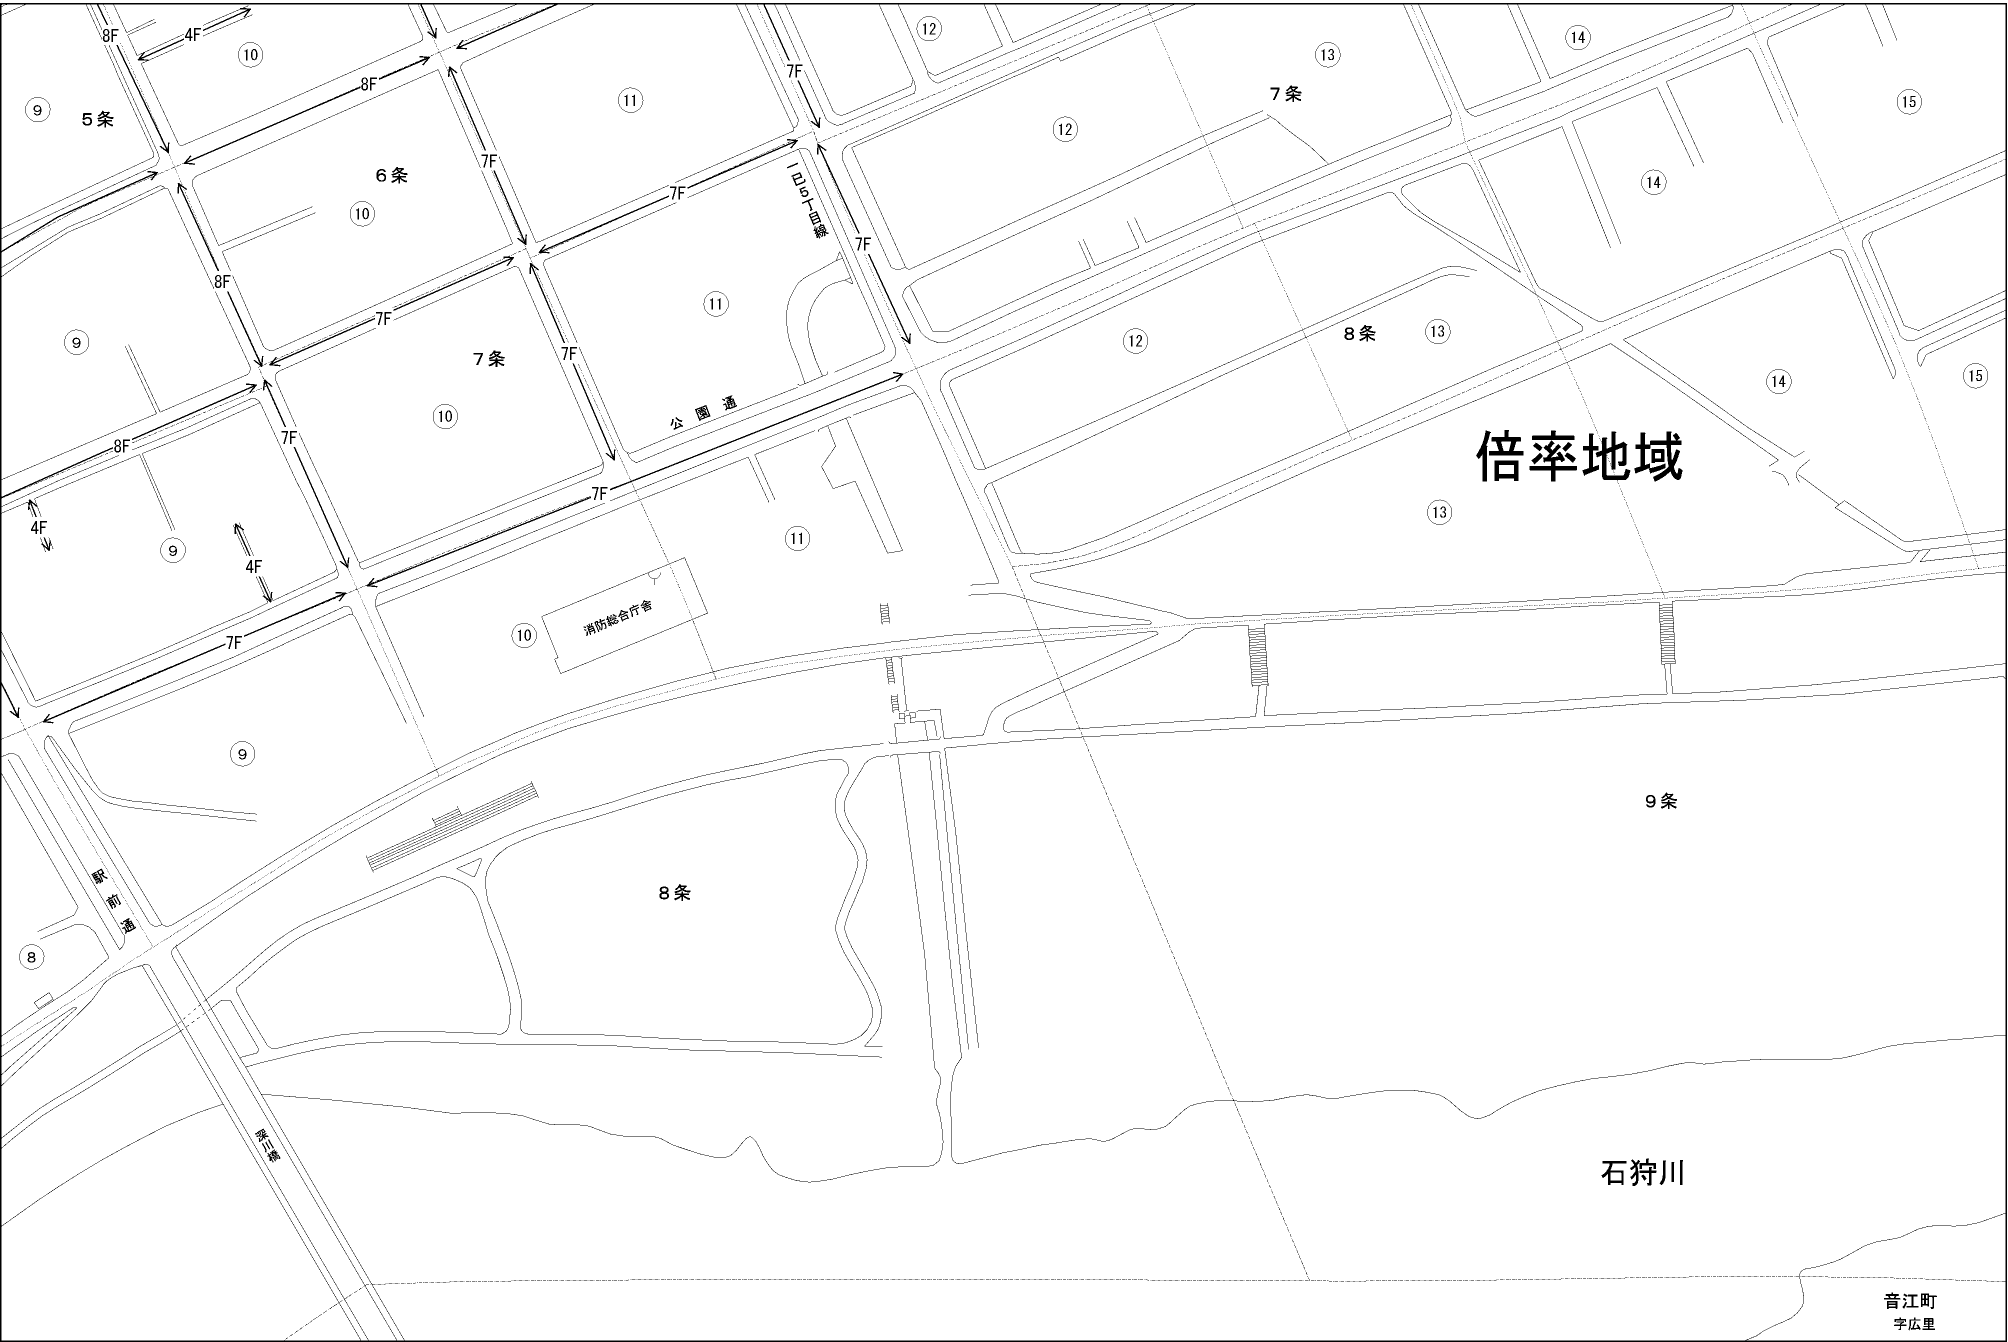 8F
4F
⑩
⑨
5条
8F
7F
⑫
⑭
⑬
7条
⑪
⑮
⑫
7F
6条
⑩
7F
一已5丁目線
⑭
7F
8F
⑪
⑨
7F
7条
7F
⑫
8条
⑬
⑭
⑮
公園通
⑩
8F
7F
倍率地域
7F
4F
⑨
4F
⑪
⑬
消防総合庁舎
⑩
7F
⑨
9条
駅前通
8条
⑧
深川橋
石狩川
音江町
字広里